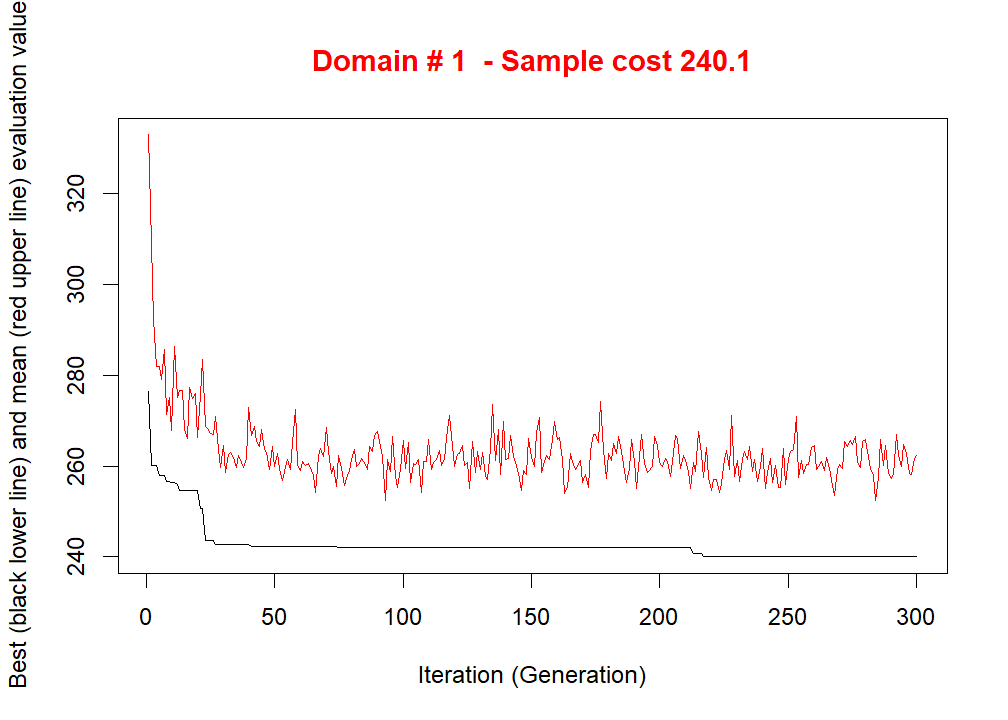 Domain # 1  - Sample cost 240.1
Best (black lower line) and mean (red upper line) evaluation value
320
300
280
260
240
0 50 100 150 200 250 300
Iteration (Generation)